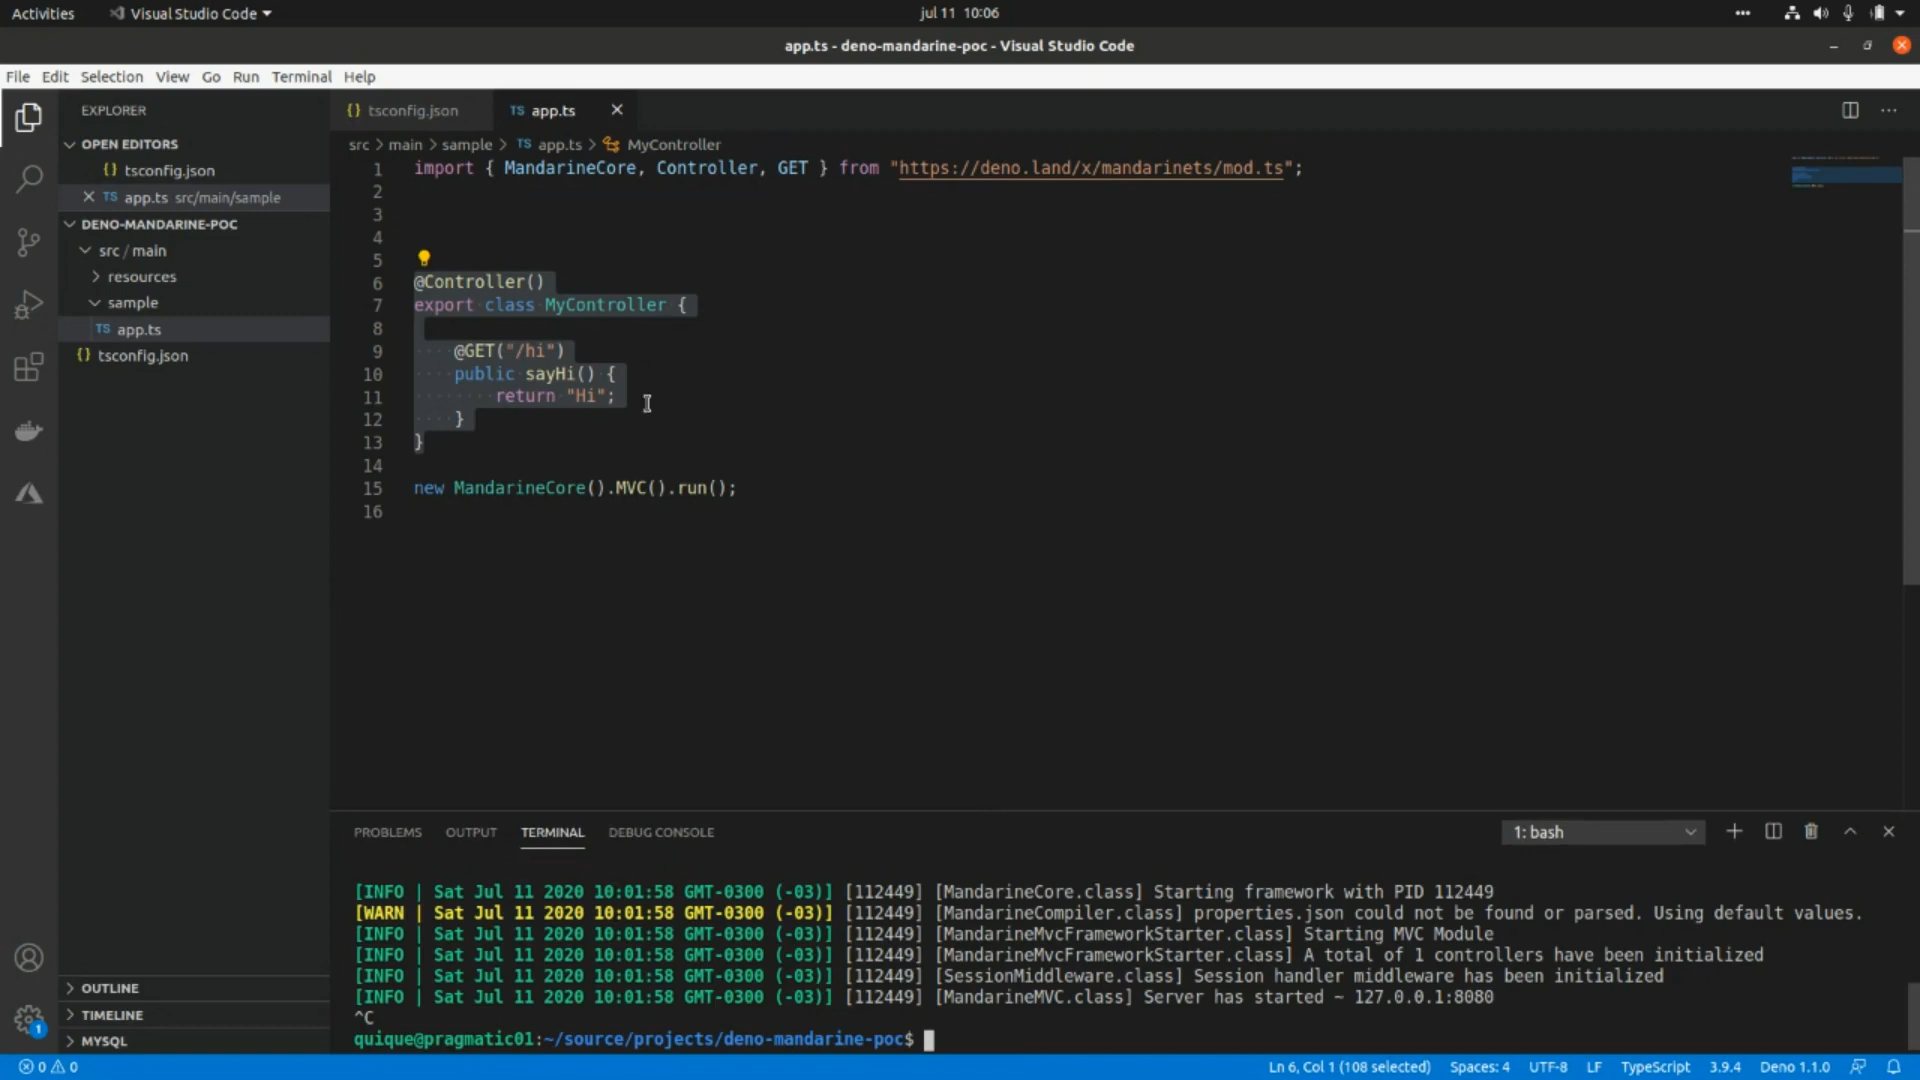 Activities
Visual Studio Code
jul 11 10:06
app.ts - deno-mandarine-poc - Visual Studio Code
File Edit Selection View Go Run Terminal Help
EXPLORER
OPEN EDITORS
{} tsconfig.json
TS app.ts src/main/sample
DENO-MANDARINE-POC
src / main
resources
sample
TS app.ts
{} tsconfig.json
OUTLINE
TIMELINE
MYSQL
1
{} tsconfig.json
TS app.ts
src > main > sample > TS app.ts > MyController
1 import { MandarineCore, Controller, GET } from "https://deno.land/x/mandarinets/mod.ts";
2
3
4
5
6 @Controller()
7 export class MyController {
8
9 @GET("/hi")
10 public sayHi() {
11 return "Hi";
12 }
13 }
14
15 new MandarineCore().MVC().run();
16
PROBLEMS OUTPUT TERMINAL DEBUG CONSOLE
1: bash
[INFO | Sat Jul 11 2020 10:01:58 GMT-0300 (-03)] [112449] [MandarineCore.class] Starting framework with PID 112449
[WARN | Sat Jul 11 2020 10:01:58 GMT-0300 (-03)] [112449] [MandarineCompiler.class] properties.json could not be found or parsed. Using default values.
[INFO | Sat Jul 11 2020 10:01:58 GMT-0300 (-03)] [112449] [MandarineMvcFrameworkStarter.class] Starting MVC Module
[INFO | Sat Jul 11 2020 10:01:58 GMT-0300 (-03)] [112449] [MandarineMvcFrameworkStarter.class] A total of 1 controllers have been initialized
[INFO | Sat Jul 11 2020 10:01:58 GMT-0300 (-03)] [112449] [SessionMiddleware.class] Session handler middleware has been initialized
[INFO | Sat Jul 11 2020 10:01:58 GMT-0300 (-03)] [112449] [MandarineMVC.class] Server has started ~ 127.0.0.1:8080
^C
quique@pragmatic01:~/source/projects/deno-mandarine-poc$
0 0
Ln 6, Col 1 (108 selected) Spaces: 4 UTF-8 LF TypeScript 3.9.4 Deno 1.1.0